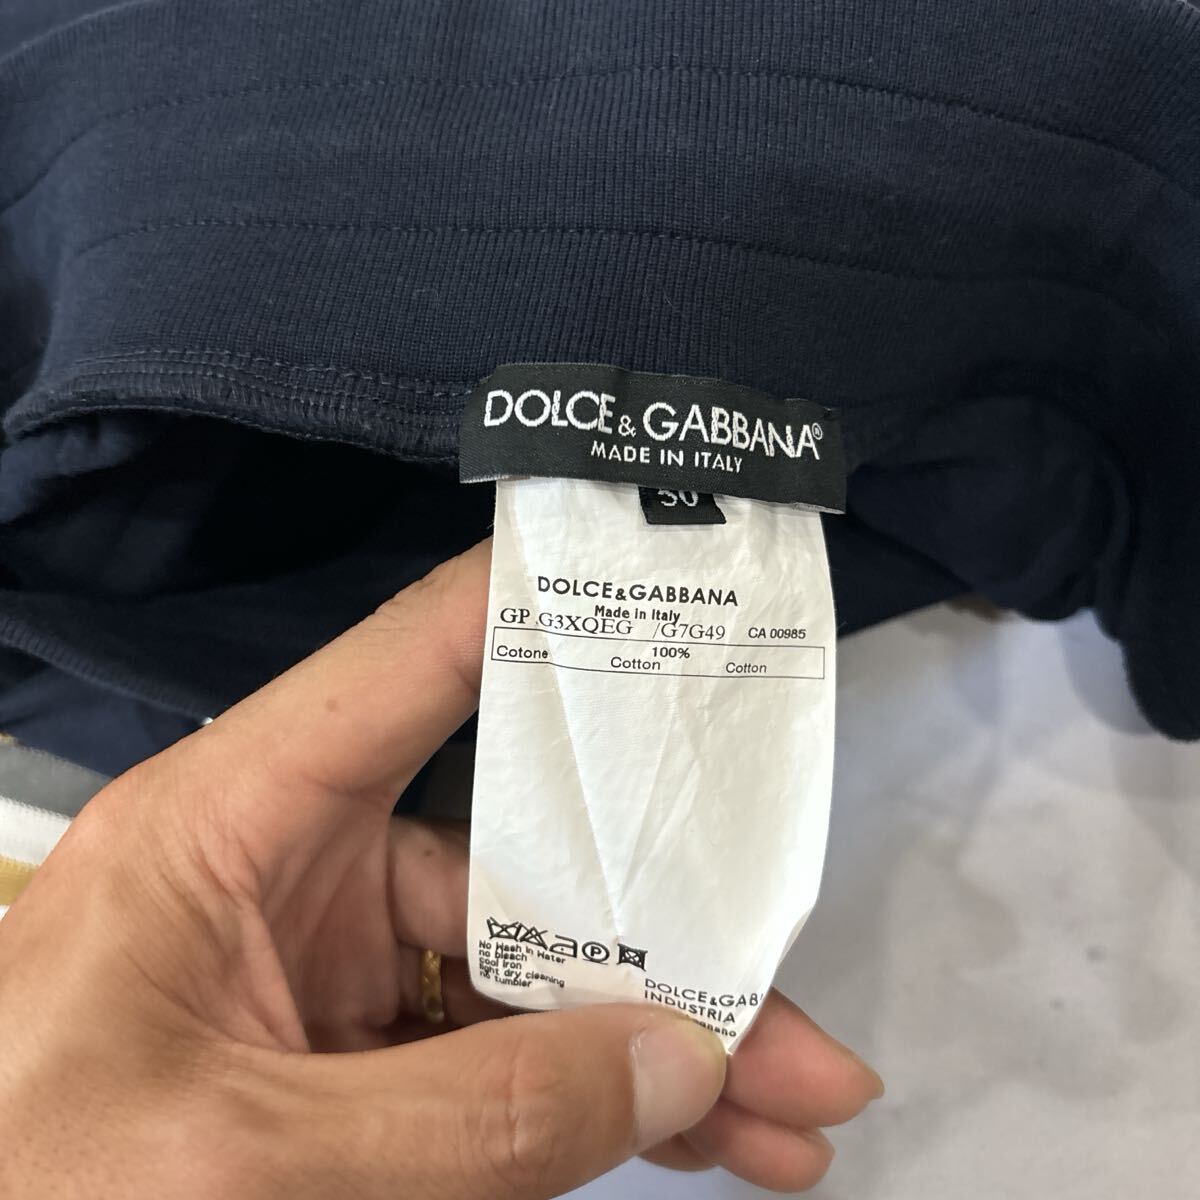 DOLCE&GABBANA®
MADE IN ITALY
50
DOLCE&GABBANA
Made in Italy
GP .G3XQEG /G7G49 CA 00985
Cotone 100% Cotton Cotton
P
No Wash in Water
no bleach
cool iron
light dry cleaning
no tumbler
DOLCE&GAB
INDUSTRIA